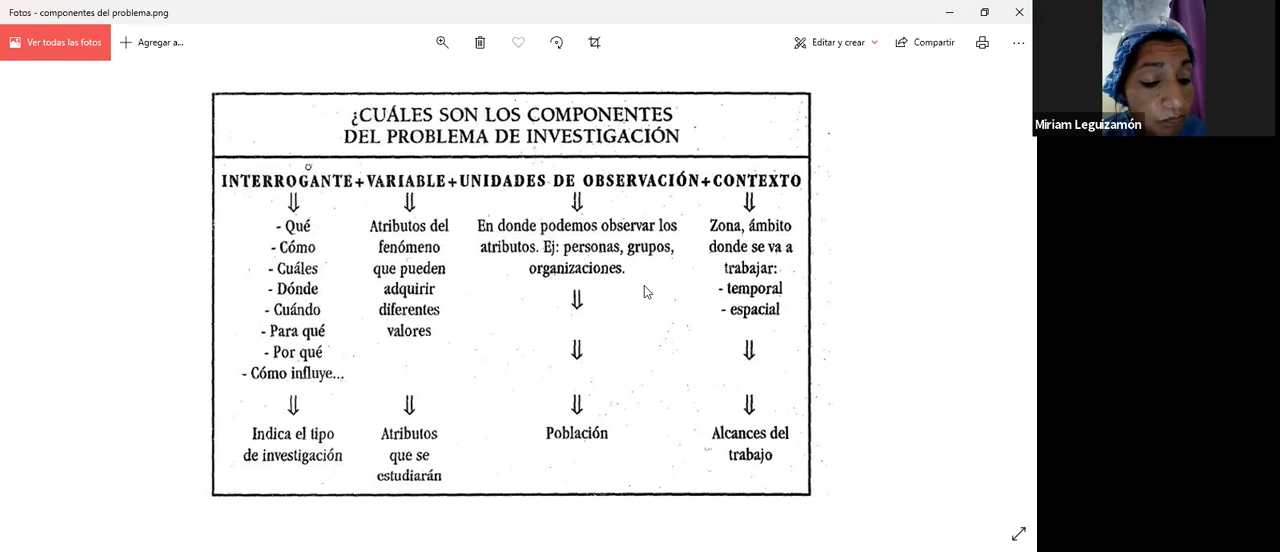 Fotos - componentes del problema.png
Ver todas las fotos
Agregar a...
Editar y crear
Compartir
Miriam Leguizamón
¿CUÁLES SON LOS COMPONENTES
DEL PROBLEMA DE INVESTIGACIÓN
INTERROGANTE+VARIABLE+UNIDADES DE OBSERVACIÓN+CONTEXTO
- Qué
- Cómo
- Cuáles
- Dónde
- Cuándo
- Para qué
- Por qué
- Cómo influye...
Indica el tipo
de investigación
Atributos del
fenómeno
que pueden
adquirir
diferentes
valores
Atributos
que se
estudiarán
En donde podemos observar los
atributos. Ej: personas, grupos,
organizaciones.
Población
Zona, ámbito
donde se va a
trabajar:
- temporal
- espacial
Alcances del
trabajo